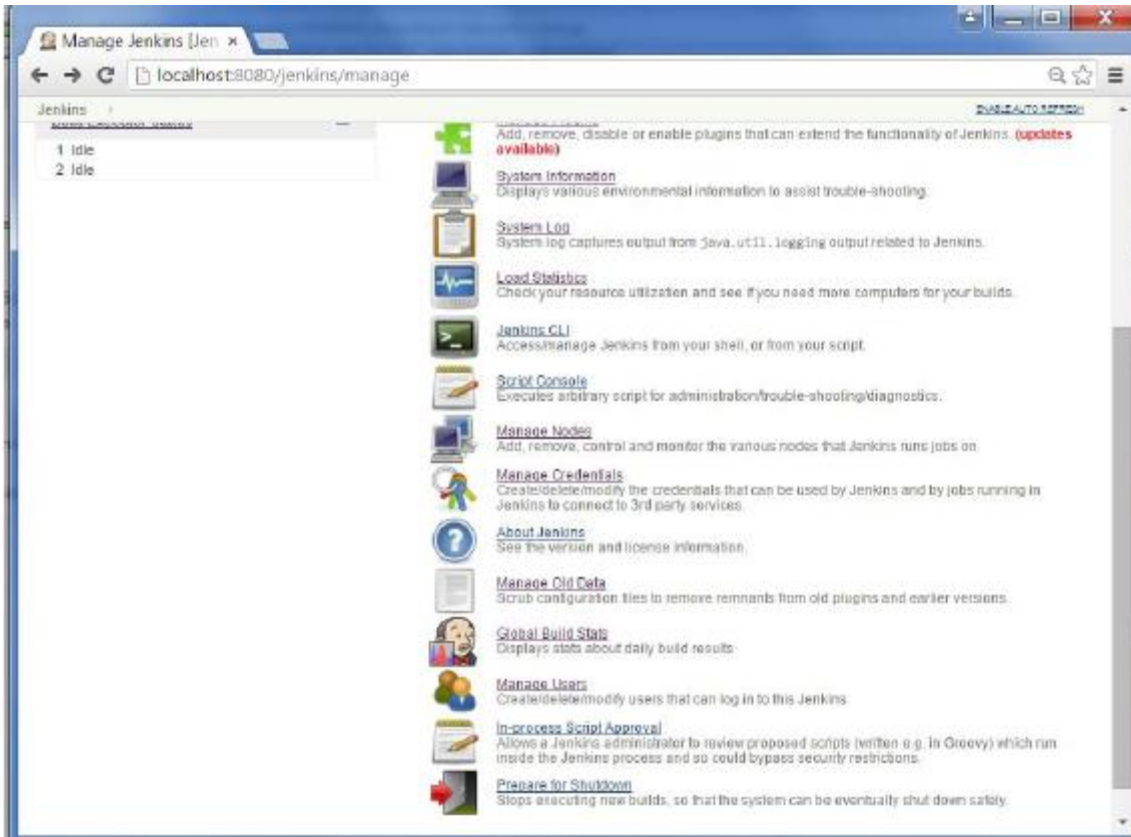 Manage Jenkins [Jen
localhost:8080/jenkins/manage
Jenkins
ENABLE AUTO REFRESH
1 Idle
2 Idle
Add, remove, disable or enable plugins that can extend the functionality of Jenkins. (updates
available)
System Information
Displays various environmental information to assist trouble-shooting.
System Log
System log captures output from java.util.logging output related to Jenkins.
Load Statistics
Check your resource utilization and see if you need more computers for your builds.
Jenkins CLI
Access/manage Jenkins from your shell, or from your script.
Script Console
Executes arbitrary script for administration/trouble-shooting/diagnostics.
Manage Nodes
Add, remove, control and monitor the various nodes that Jenkins runs jobs on.
Manage Credentials
Create/delete/modify the credentials that can be used by Jenkins and by jobs running in
Jenkins to connect to 3rd party services.
About Jenkins
See the version and license information.
Manage Old Data
Scrub configuration files to remove remnants from old plugins and earlier versions.
Global Build Stats
Displays stats about daily build results
Manage Users
Create/delete/modify users that can log in to this Jenkins
In-process Script Approval
Allows a Jenkins administrator to review proposed scripts (written e.g. in Groovy) which run
inside the Jenkins process and so could bypass security restrictions.
Prepare for Shutdown
Stops executing new builds, so that the system can be eventually shut down safely.